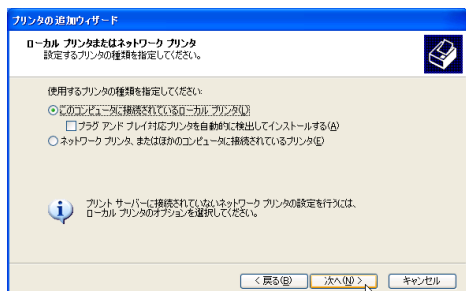 プリンタの追加ウィザード
ローカル プリンタまたはネットワーク プリンタ
設定するプリンタの種類を指定してください。
使用するプリンタの種類を指定してください:
このコンピュータに接続されているローカル プリンタ(L)
プラグ アンド プレイ対応プリンタを自動的に検出してインストールする(A)
ネットワーク プリンタ、またはほかのコンピュータに接続されているプリンタ(E)
プリント サーバーに接続されていないネットワーク プリンタの設定を行うには、
ローカル プリンタのオプションを選択してください。
< 戻る(B) 次へ(N) > キャンセル